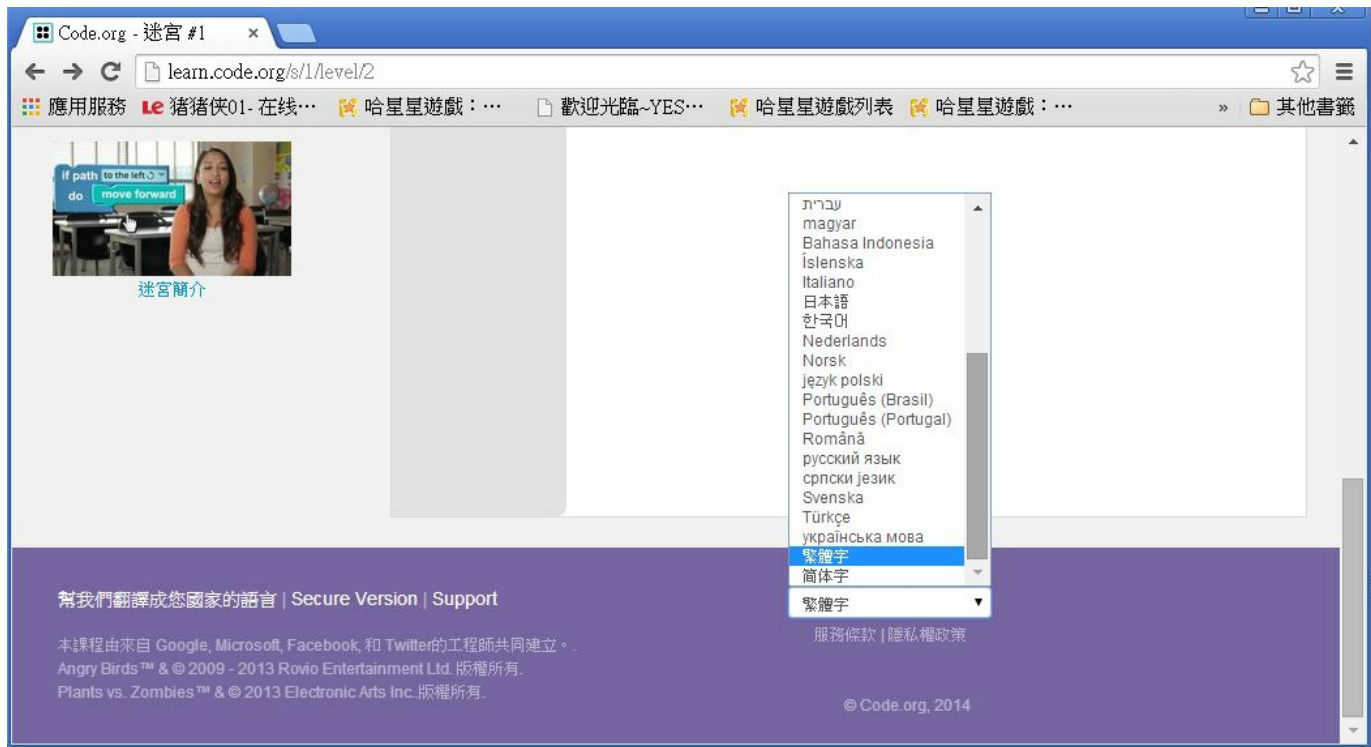 Code.org - 迷宮 #1
learn.code.org/s/1/level/2
應用服務 Le 猪猪侠01- 在线… 哈星星遊戲：… 歡迎光臨~YES… 哈星星遊戲列表 哈星星遊戲：… » 其他書籤
if path to the left
do move forward
迷宮簡介
עברית
magyar
Bahasa Indonesia
Íslenska
Italiano
日本語
한국어
Nederlands
Norsk
język polski
Português (Brasil)
Português (Portugal)
Română
русский язык
српски језик
Svenska
Türkçe
українська мова
繁體字
简体字
繁體字
幫我們翻譯成您國家的語言 | Secure Version | Support
服務條款 | 隱私權政策
本課程由來自 Google, Microsoft, Facebook, 和 Twitter的工程師共同建立。.
Angry Birds™ & © 2009 - 2013 Rovio Entertainment Ltd. 版權所有.
Plants vs. Zombies™ & © 2013 Electronic Arts Inc..版權所有.
© Code.org, 2014